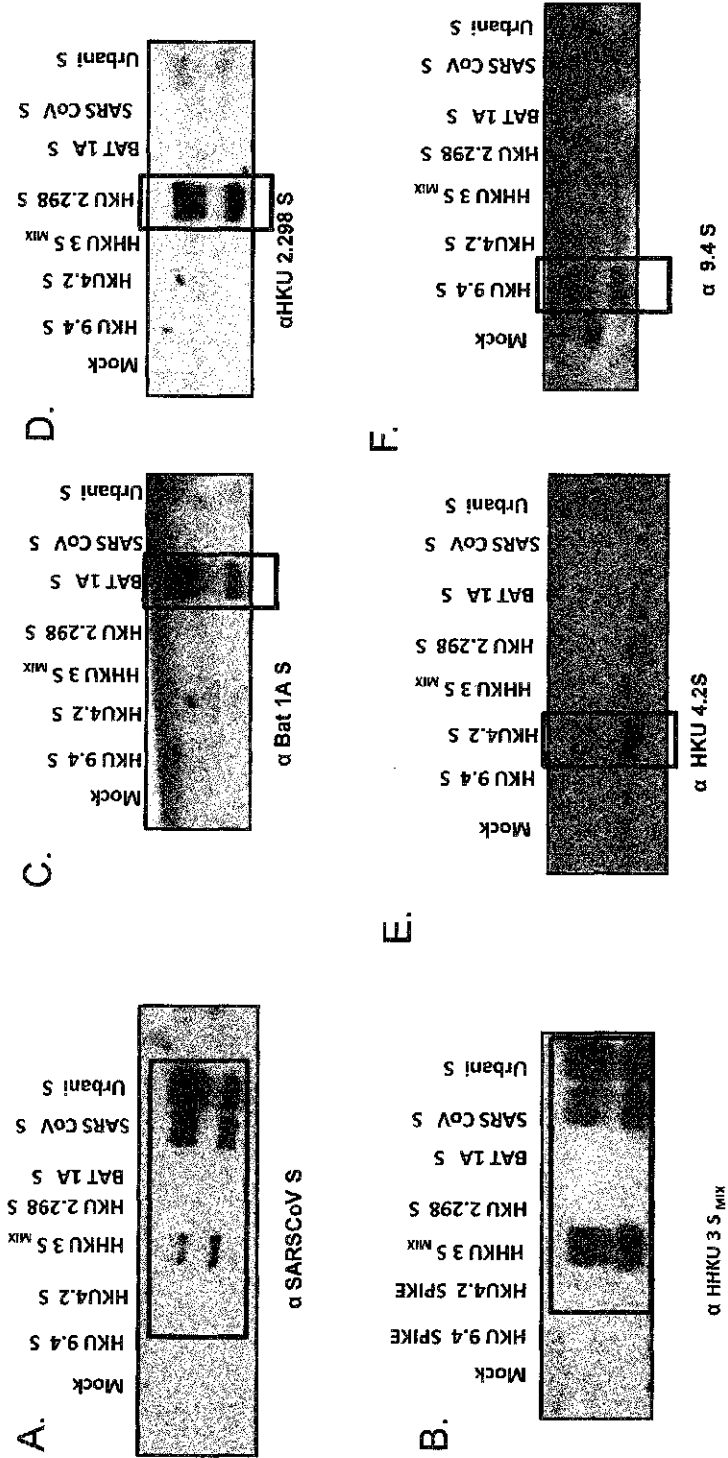 A.
Mock
HKU 9.4 S
HKU4.2 S
HHKU 3 S MIX
HKU 2.298 S
BAT 1A S
SARS CoV S
Urbani S
α SARSCoV S
B.
Mock
HKU 9.4 SPIKE
HKU4.2 SPIKE
HHKU 3 S MIX
HKU 2.298 S
BAT 1A S
SARS CoV S
Urbani S
α HHKU 3 S MIX
C.
Mock
HKU 9.4 S
HKU4.2 S
HHKU 3 S MIX
HKU 2.298 S
BAT 1A S
SARS CoV S
Urbani S
α Bat 1A S
D.
Mock
HKU 9.4 S
HKU4.2 S
HHKU 3 S MIX
HKU 2.298 S
BAT 1A S
SARS CoV S
Urbani S
αHKU 2.298 S
E.
Mock
HKU 9.4 S
HKU4.2 S
HHKU 3 S MIX
HKU 2.298 S
BAT 1A S
SARS CoV S
Urbani S
α HKU 4.2S
F.
Mock
HKU 9.4 S
HKU4.2 S
HHKU 3 S MIX
HKU 2.298 S
BAT 1A S
SARS CoV S
Urbani S
α 9.4 S